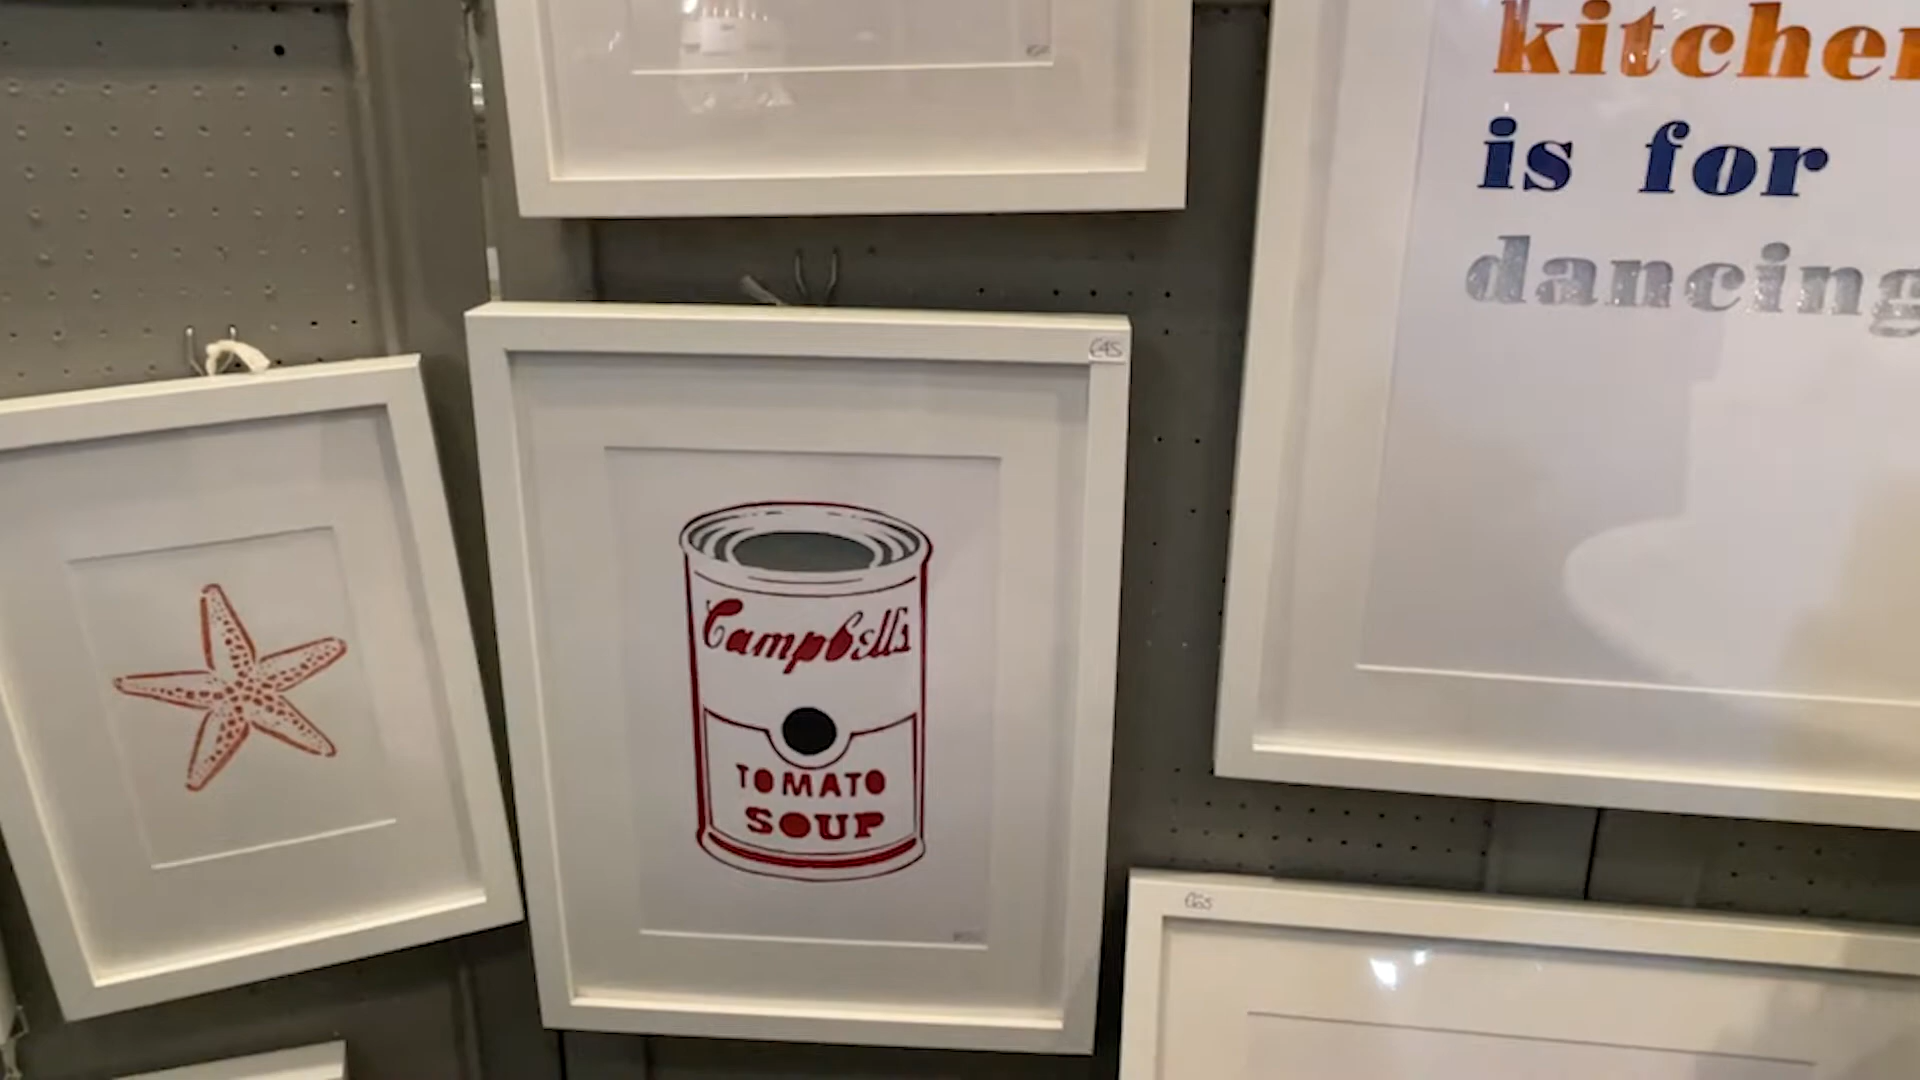 kitchen
is for
dancing
£45
Campbell's
TOMATO
SOUP
£65